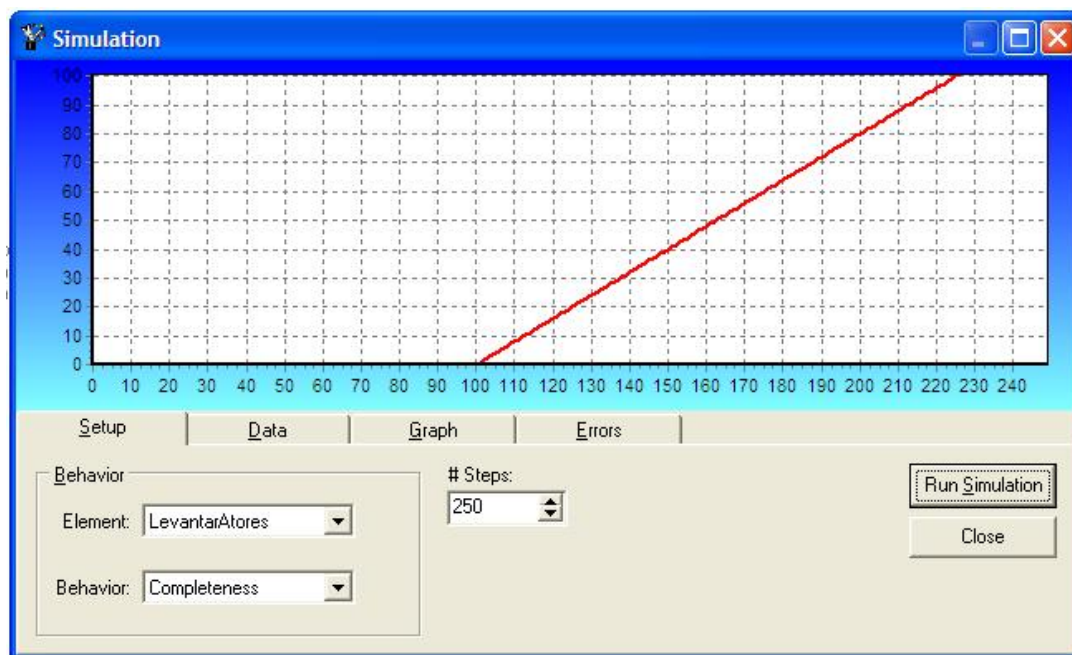 Simulation
100
90
80
70
60
50
40
30
20
10
0
0 10 20 30 40 50 60 70 80 90 100 110 120 130 140 150 160 170 180 190 200 210 220 230 240
Setup Data Graph Errors
Behavior
Element: LevantarAtores
Behavior: Completeness
# Steps:
250
Run Simulation
Close